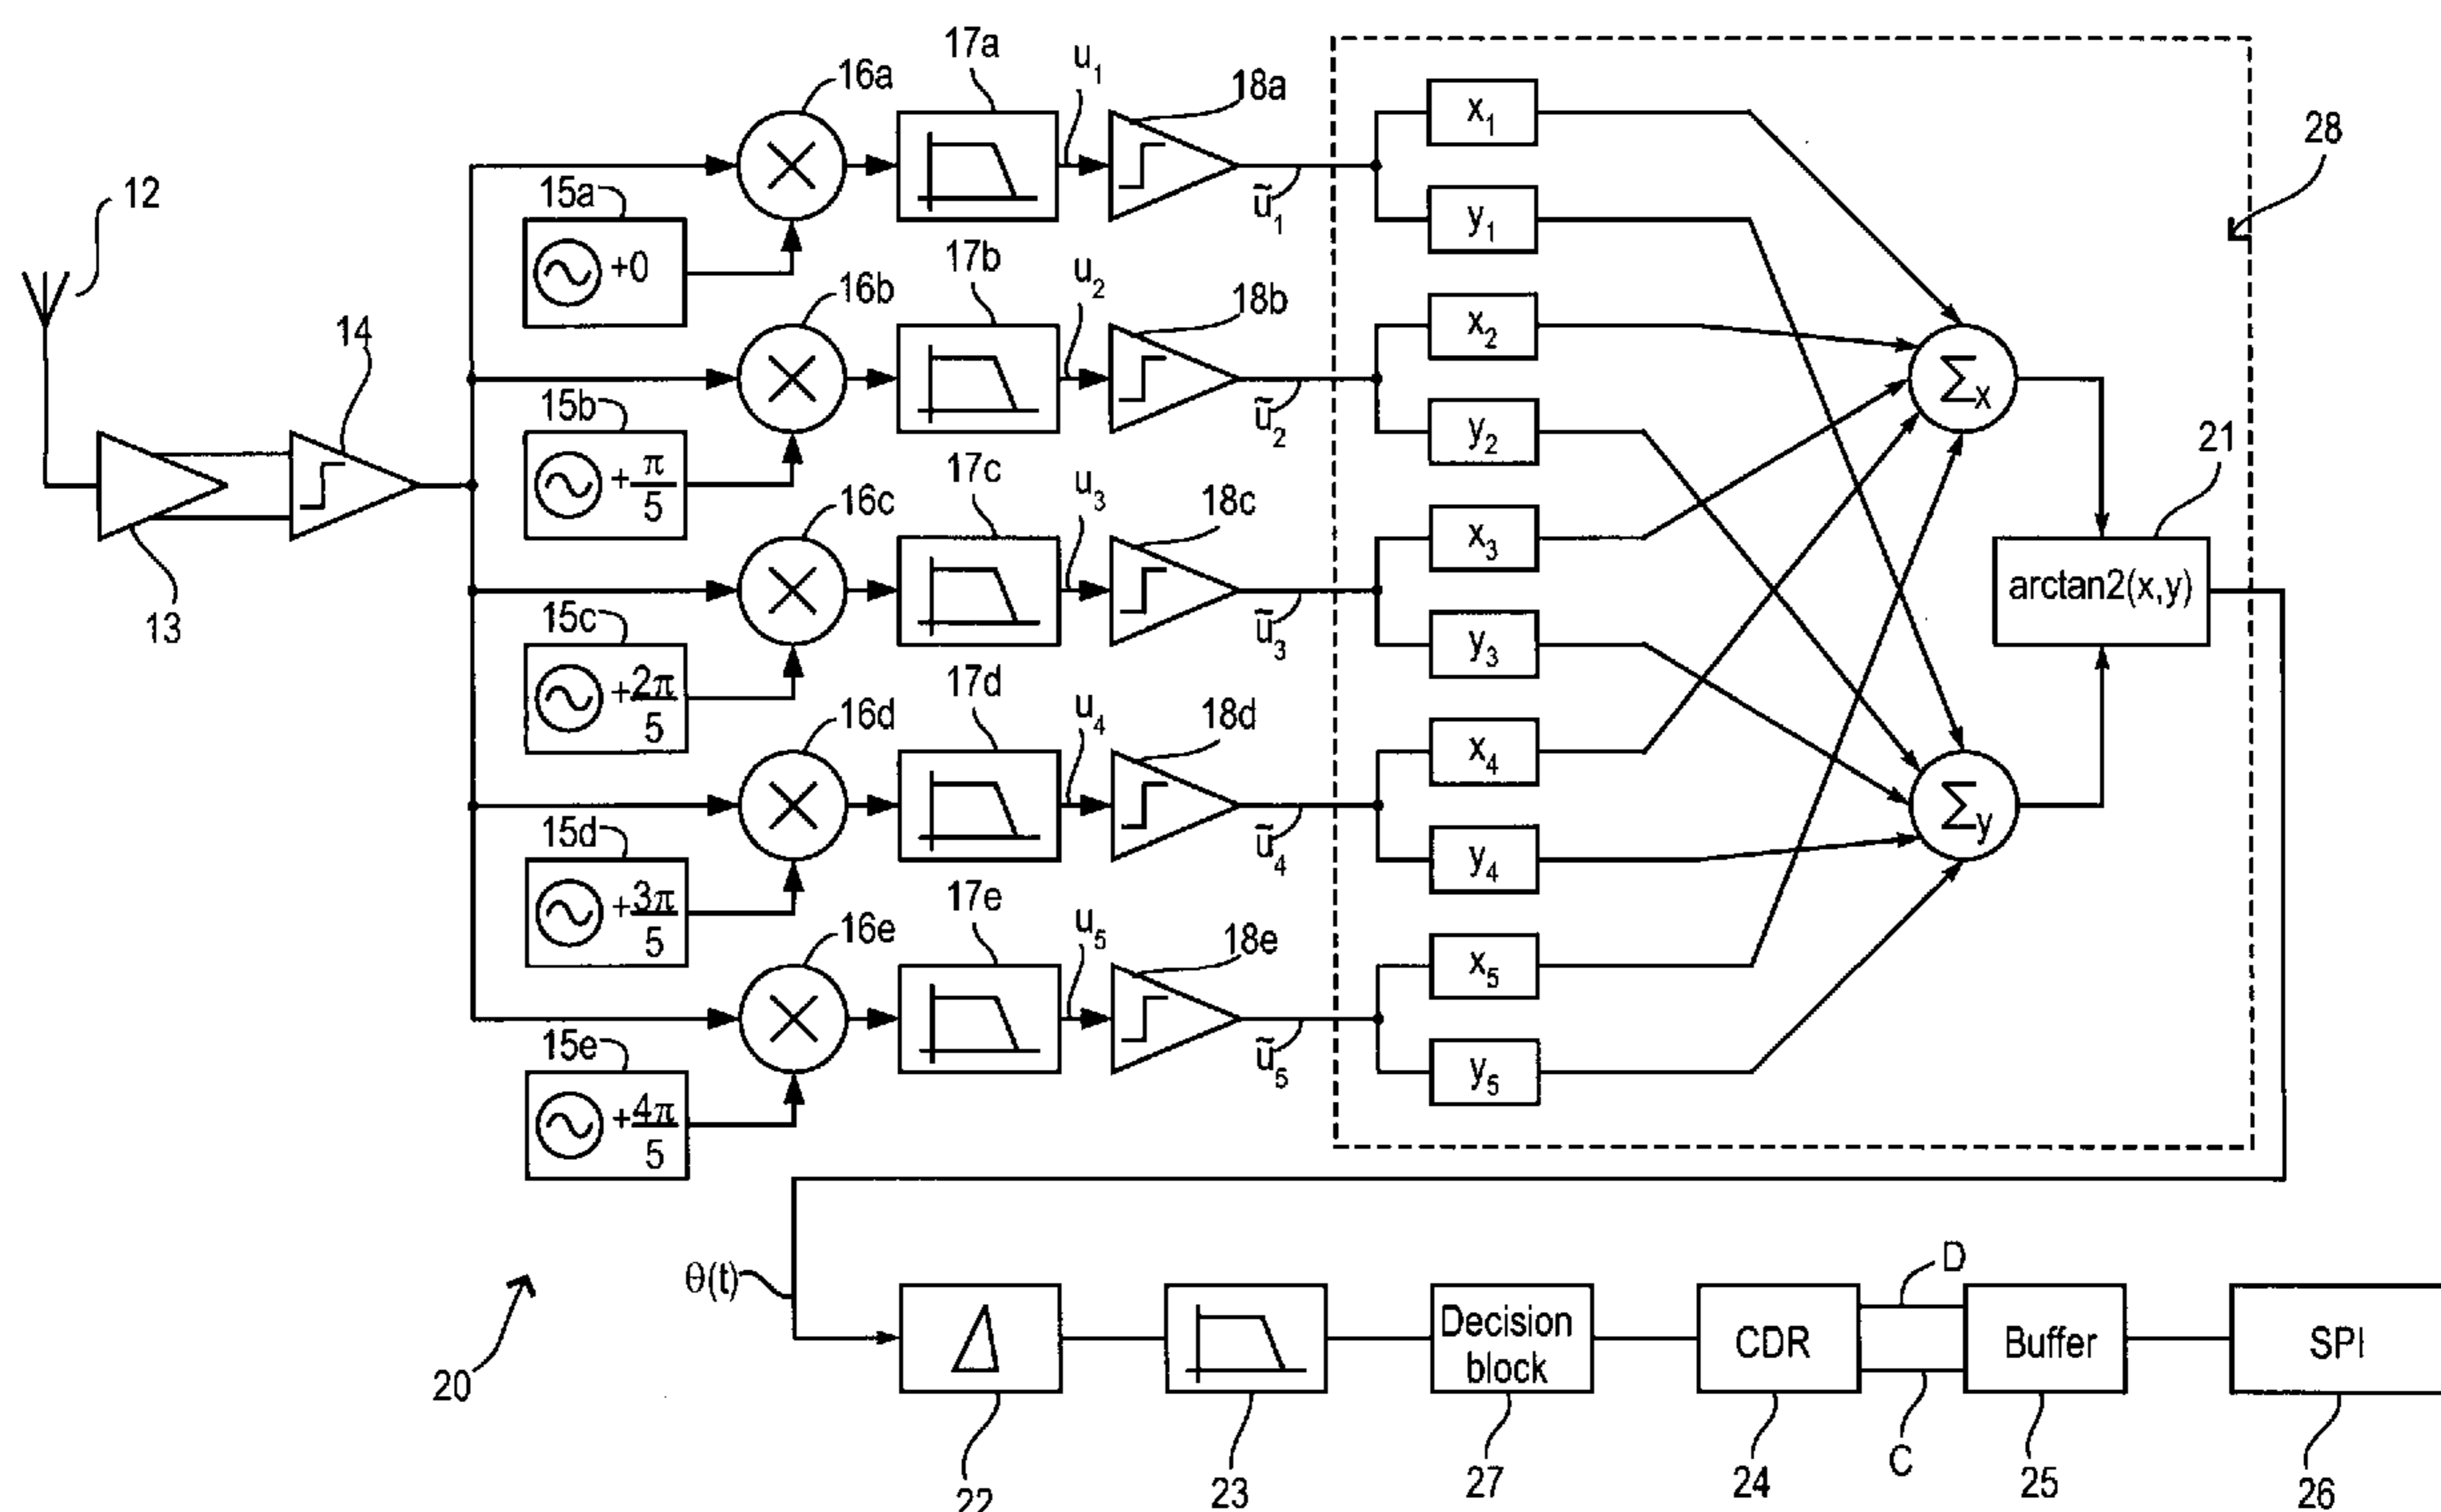 17a
u1
16a
18a
x1
28
12
15a
+0
ũ1
y1
17b
u2
16b
18b
x2
Σx
14
15b
+π/5
ũ2
y2
21
17c
u3
16c
18c
x3
arctan2(x,y)
13
15c
+2π/5
ũ3
y3
17d
u4
16d
18d
x4
Σy
15d
+3π/5
ũ4
y4
17e
u5
16e
18e
x5
15e
+4π/5
ũ5
y5
θ(t)
D
Δ
Decision
block
CDR
Buffer
SPI
20
C
22
23
27
24
25
26